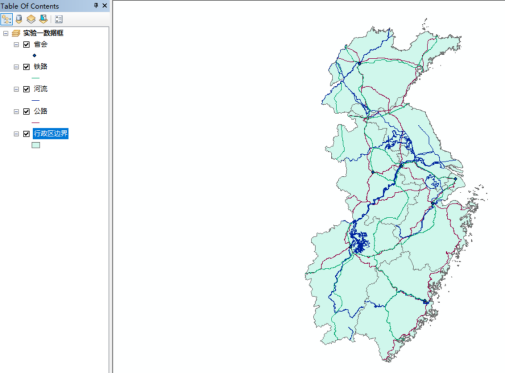 Table Of Contents
实验一数据框
省会
铁路
河流
公路
行政区边界